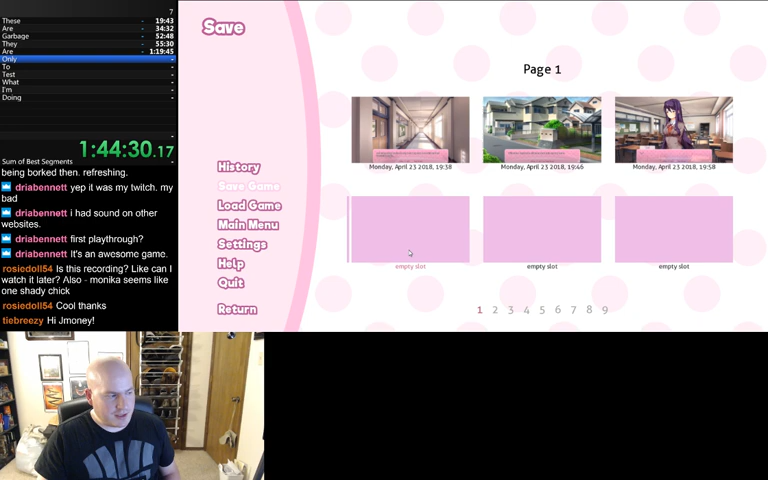 7
These - 19:43
Are - 34:32
Garbage - 52:48
They - 55:30
Are - 1:19:45
Only -
To -
Test -
What -
I'm -
Doing -
-
1:44:30.17
Sum of Best Segments -
being borked then. refreshing.
driabennett yep it was my twitch. my
bad
driabennett i had sound on other
websites.
driabennett first playthrough?
driabennett It's an awesome game.
rosiedoll54 Is this recording? Like can I
watch it later? Also - monika seems like
one shady chick
rosiedoll54 Cool thanks
tiebreezy Hi Jmoney!
Save
History
Save Game
Load Game
Main Menu
Settings
Help
Quit
Return
Page 1
Monday, April 23 2018, 19:38
Monday, April 23 2018, 19:46
Monday, April 23 2018, 19:58
empty slot
empty slot
empty slot
1 2 3 4 5 6 7 8 9